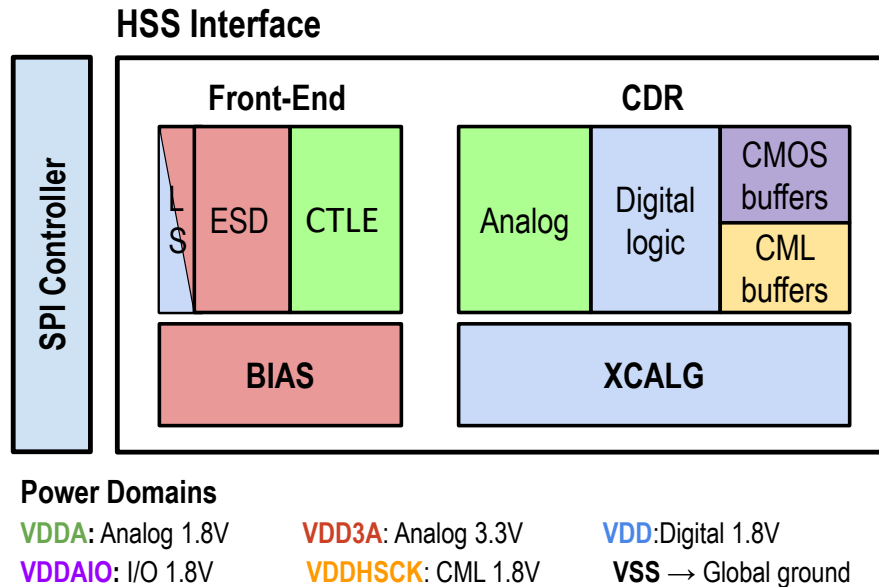 HSS Interface
SPI Controller
Front-End
CDR
LS
ESD
CTLE
Analog
Digital
logic
CMOS
buffers
CML
buffers
BIAS
XCALG
Power Domains
VDDA: Analog 1.8V VDD3A: Analog 3.3V VDD:Digital 1.8V
VDDAIO: I/O 1.8V VDDHSCK: CML 1.8V VSS → Global ground